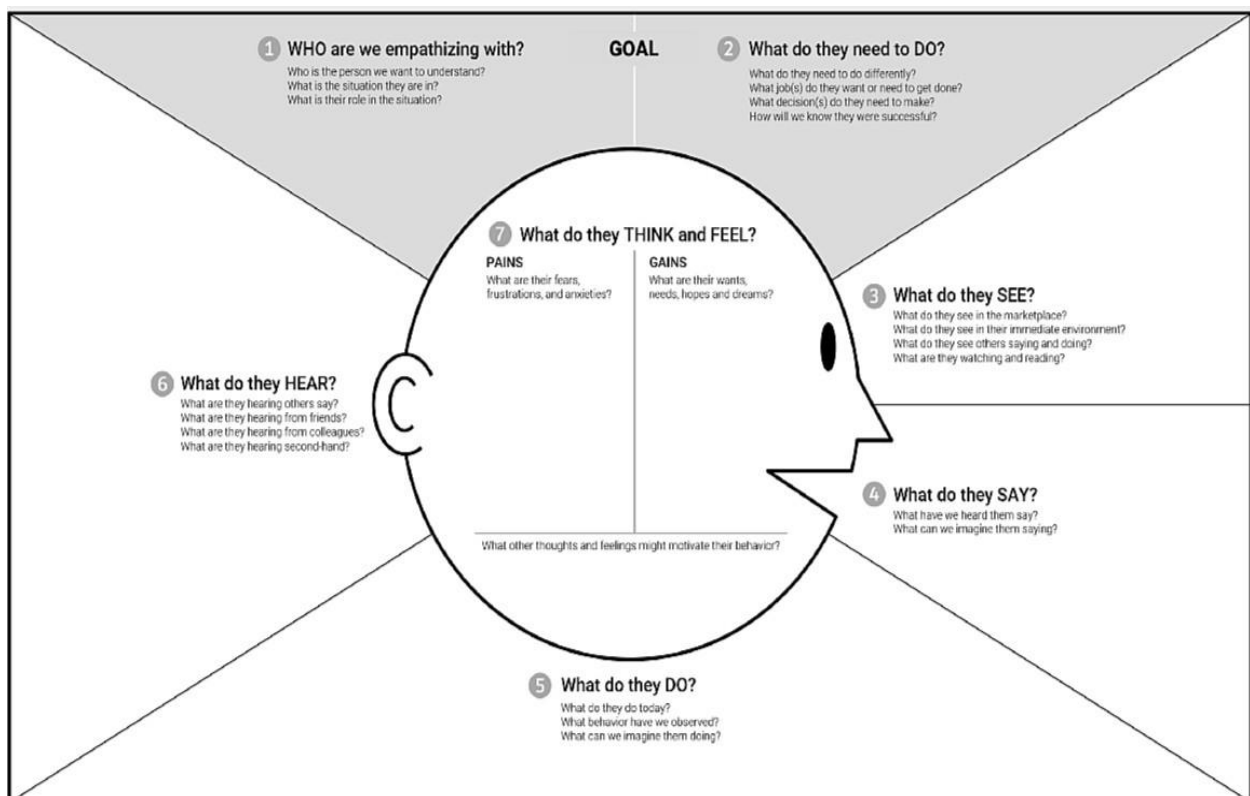 GOAL
1 WHO are we empathizing with?
Who is the person we want to understand?
What is the situation they are in?
What is their role in the situation?
2 What do they need to DO?
What do they need to do differently?
What job(s) do they want or need to get done?
What decision(s) do they need to make?
How will we know they were successful?
3 What do they SEE?
What do they see in the marketplace?
What do they see in their immediate environment?
What do they see others saying and doing?
What are they watching and reading?
4 What do they SAY?
What have we heard them say?
What can we imagine them saying?
5 What do they DO?
What do they do today?
What behavior have we observed?
What can we imagine them doing?
6 What do they HEAR?
What are they hearing others say?
What are they hearing from friends?
What are they hearing from colleagues?
What are they hearing second-hand?
7 What do they THINK and FEEL?
PAINS
What are their fears,
frustrations, and anxieties?
GAINS
What are their wants,
needs, hopes and dreams?
What other thoughts and feelings might motivate their behavior?